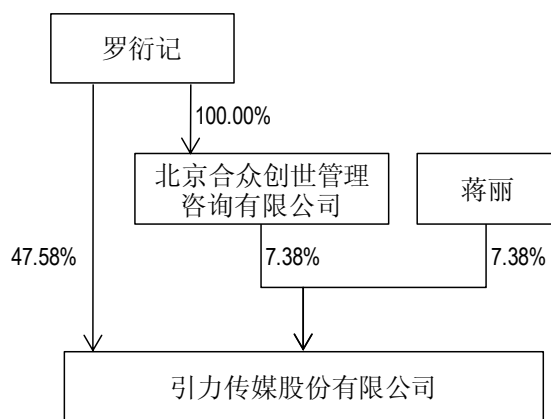 罗衍记
100.00%
北京合众创世管理
咨询有限公司
蒋丽
47.58%
7.38%
7.38%
引力传媒股份有限公司